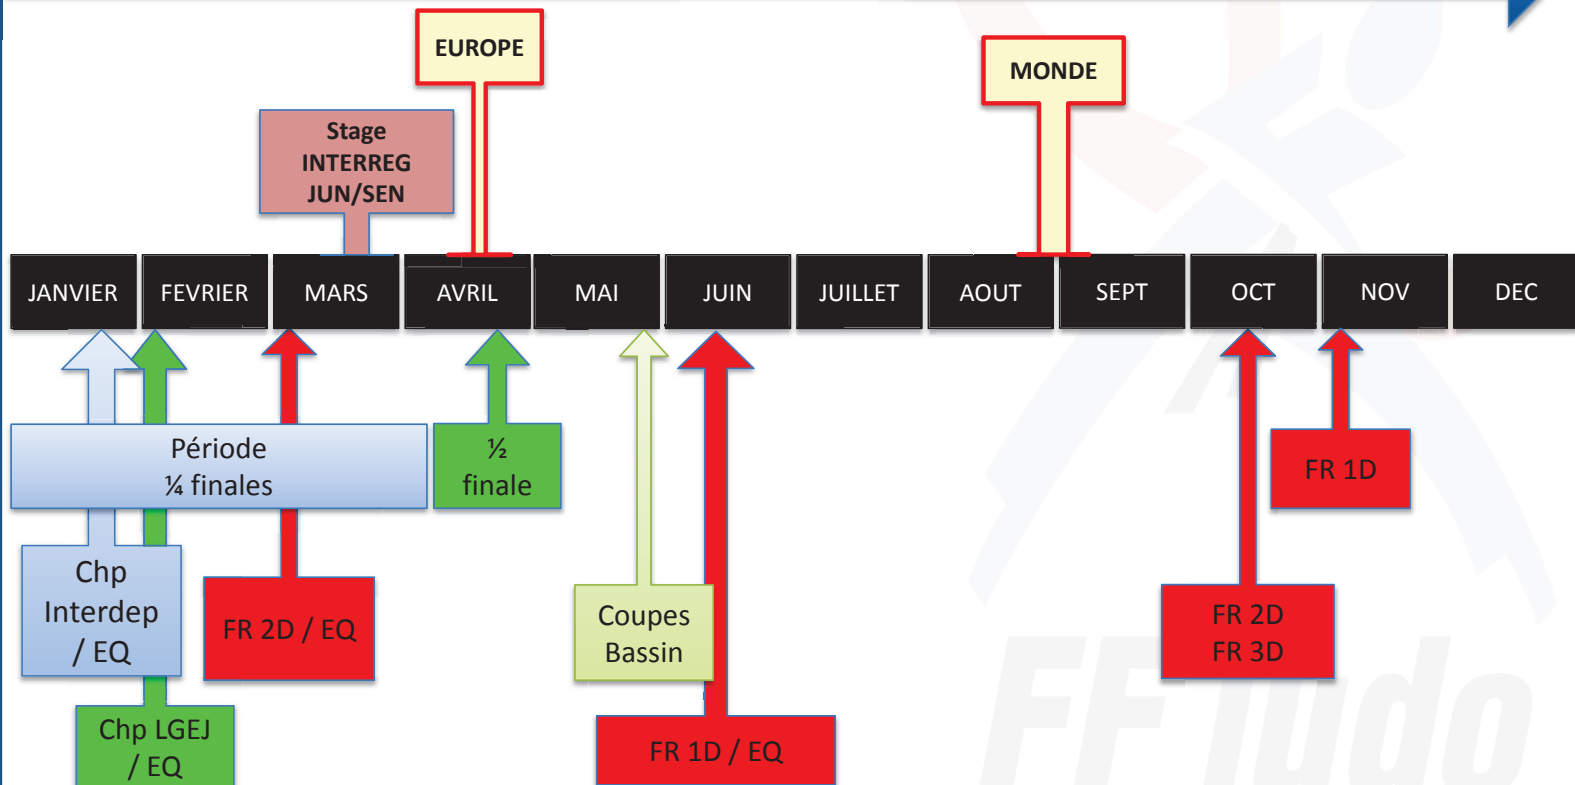 EUROPE
MONDE
Stage
INTERREG
JUN/SEN
JANVIER
FEVRIER
MARS
AVRIL
MAI
JUIN
JUILLET
AOUT
SEPT
OCT
NOV
DEC
Période
¼ finales
½
finale
FR 1D
Chp
Interdep
/ EQ
FR 2D / EQ
Coupes
Bassin
FR 2D
FR 3D
Chp LGEJ
/ EQ
FR 1D / EQ
FF Judo